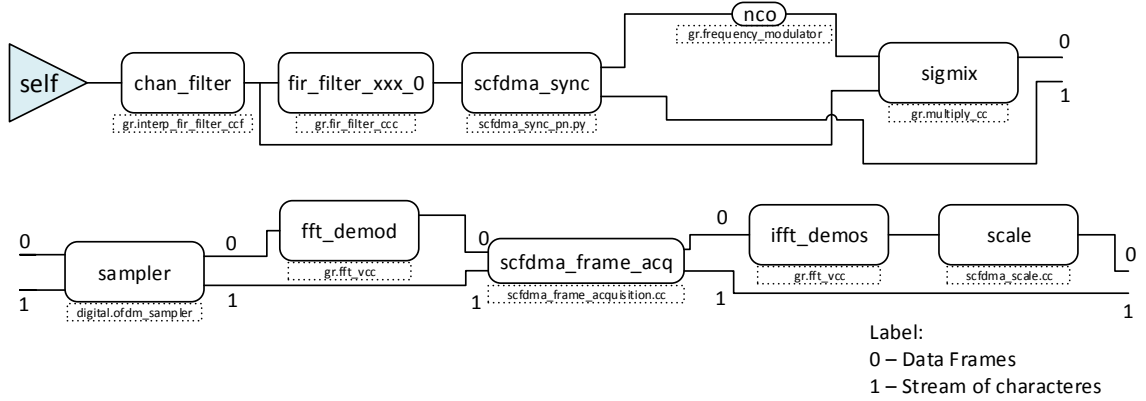 nco
gr.frequency_modulator
self
chan_filter
gr.interp_fir_filter_ccf
fir_filter_xxx_0
gr.fir_filter_ccc
scfdma_sync
scfdma_sync_pn.py
sigmix
gr.multiply_cc
0
1
0
1
sampler
digital.ofdm_sampler
0
1
fft_demod
gr.fft_vcc
0
1
scfdma_frame_acq
scfdma_frame_acquisition.cc
0
1
ifft_demos
gr.fft_vcc
scale
scfdma_scale.cc
0
1
Label:
0 – Data Frames
1 – Stream of characteres